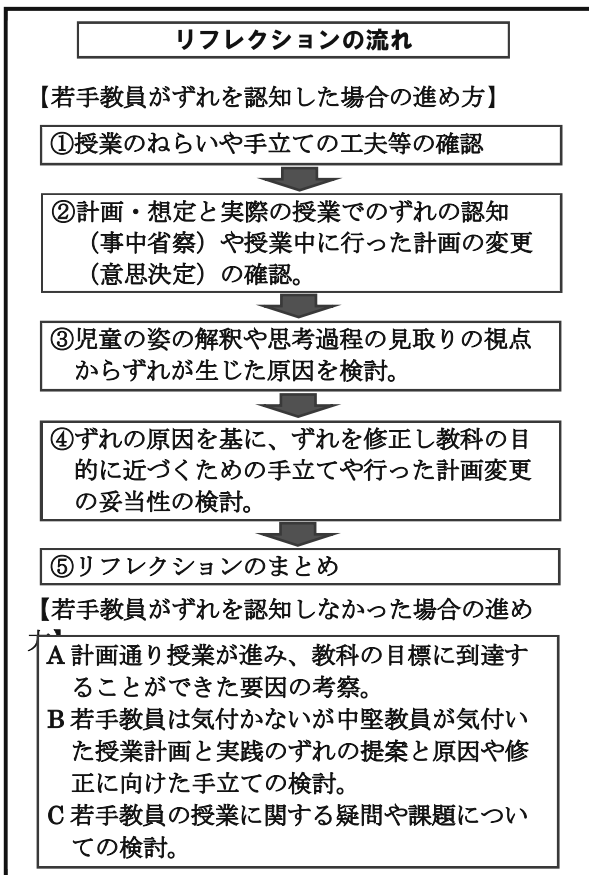 リフレクションの流れ
【若手教員がずれを認知した場合の進め方】
①授業のねらいや手立ての工夫等の確認
②計画・想定と実際の授業でのずれの認知
（事中省察）や授業中に行った計画の変更
（意思決定）の確認。
③児童の姿の解釈や思考過程の見取りの視点
からずれが生じた原因を検討。
④ずれの原因を基に、ずれを修正し教科の目
的に近づくための手立てや行った計画変更
の妥当性の検討。
⑤リフレクションのまとめ
【若手教員がずれを認知しなかった場合の進め
方】
A 計画通り授業が進み、教科の目標に到達す
ることができた要因の考察。
B 若手教員は気付かないが中堅教員が気付い
た授業計画と実践のずれの提案と原因や修
正に向けた手立ての検討。
C 若手教員の授業に関する疑問や課題につい
ての検討。